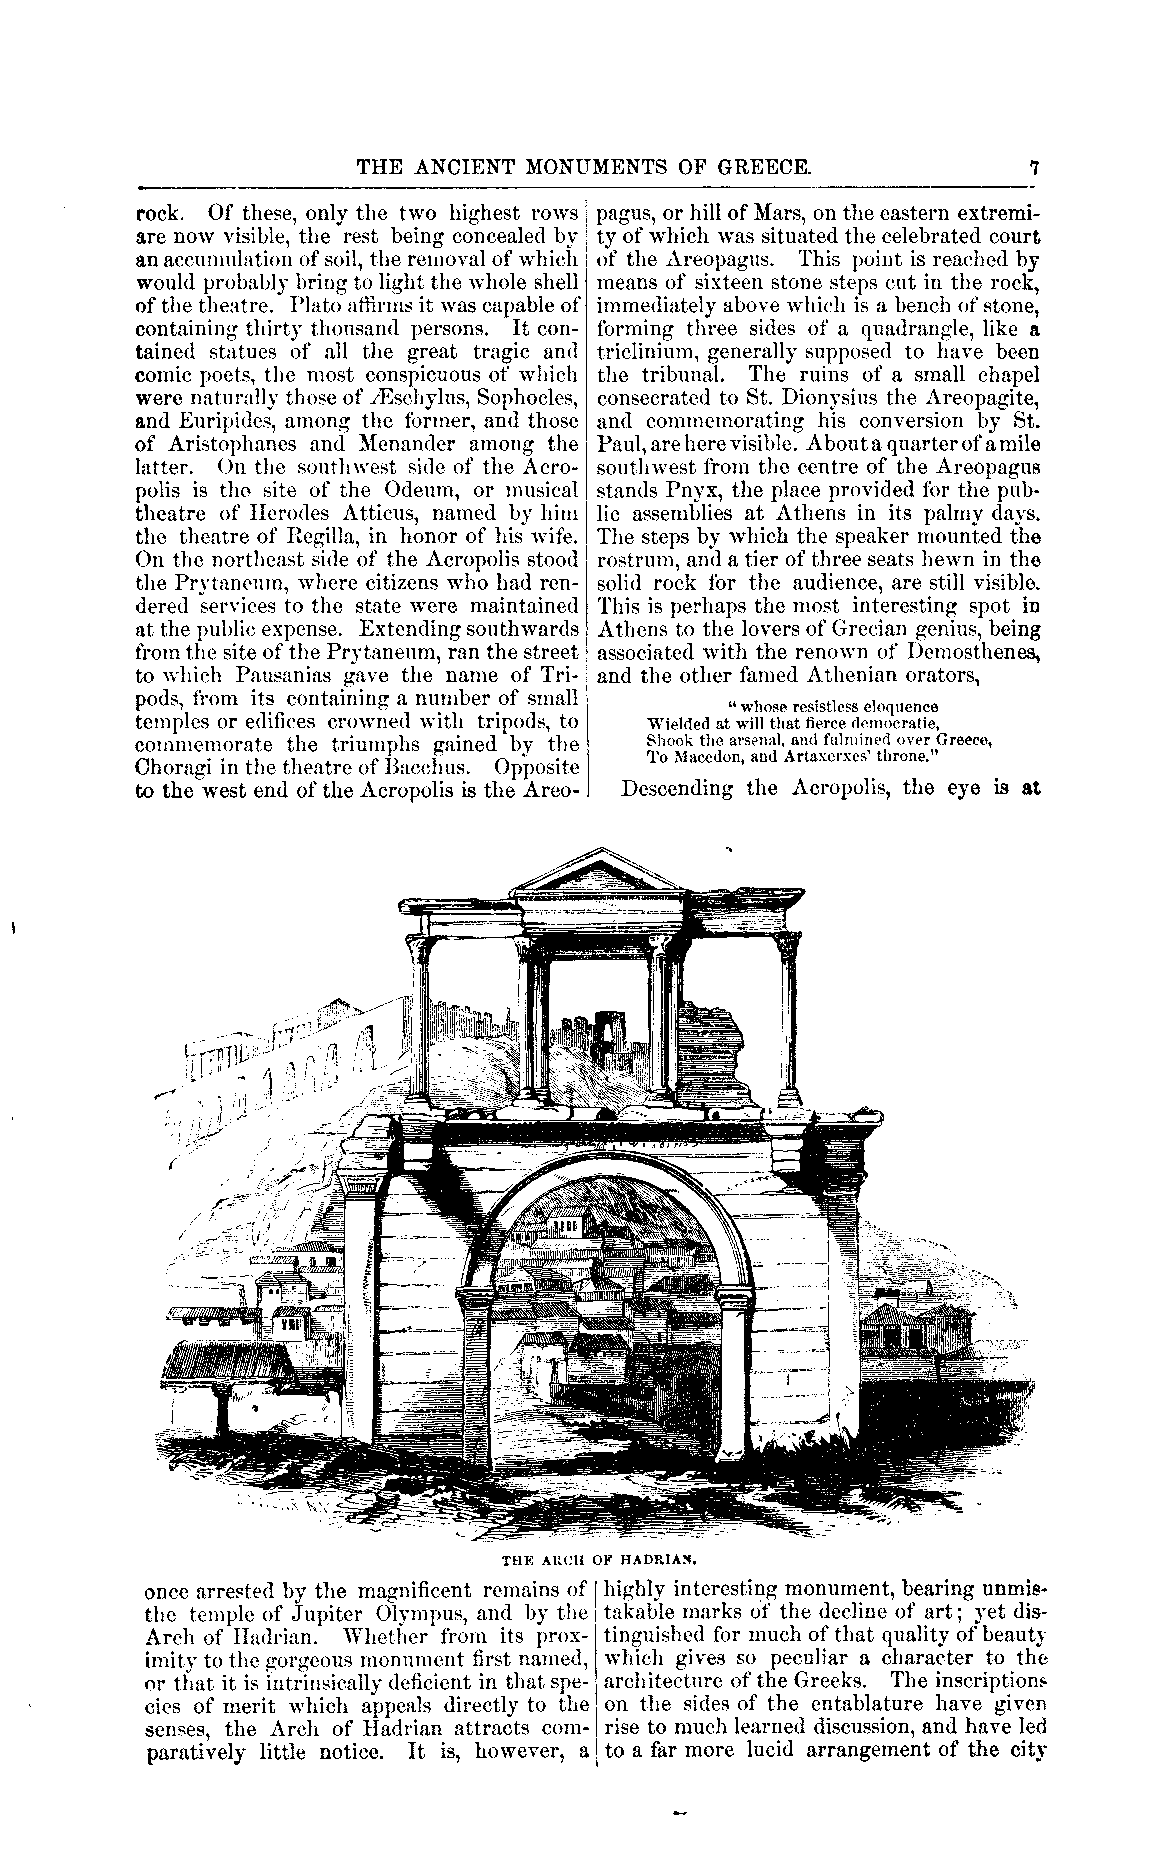 THE ANCIENT MONUMENTS OF GREECE. 7
rock. Of these, only the two highest rows
are now visible, the rest being concealed by
an accumulation of soil, the removal of which
would probably bring to light the whole shell
of the theatre. Plato affirms it was capable of
containing thirty thousand persons. It con-
tained statues of all the great tragic and
comic poets, the most conspicuous of which
were naturally those of Æschylus, Sophocles,
and Euripides, among the former, and those
of Aristophanes and Menander among the
latter. On the southwest side of the Acro-
polis is the site of the Odeum, or musical
theatre of Herodes Atticus, named by him
the theatre of Regilla, in honor of his wife.
On the northeast side of the Acropolis stood
the Prytaneum, where citizens who had ren-
dered services to the state were maintained
at the public expense. Extending southwards
from the site of the Prytaneum, ran the street
to which Pausanias gave the name of Tri-
pods, from its containing a number of small
temples or edifices crowned with tripods, to
commemorate the triumphs gained by the
Choragi in the theatre of Bacchus. Opposite
to the west end of the Acropolis is the Areo-
pagus, or hill of Mars, on the eastern extremi-
ty of which was situated the celebrated court
of the Areopagus. This point is reached by
means of sixteen stone steps cut in the rock,
immediately above which is a bench of stone,
forming three sides of a quadrangle, like a
triclinium, generally supposed to have been
the tribunal. The ruins of a small chapel
consecrated to St. Dionysius the Areopagite,
and commemorating his conversion by St.
Paul, are here visible. About a quarter of a mile
southwest from the centre of the Areopagus
stands Pnyx, the place provided for the pub-
lic assemblies at Athens in its palmy days.
The steps by which the speaker mounted the
rostrum, and a tier of three seats hewn in the
solid rock for the audience, are still visible.
This is perhaps the most interesting spot in
Athens to the lovers of Grecian genius, being
associated with the renown of Demosthenes,
and the other famed Athenian orators,
"whose resistless eloquence
Wielded at will that fierce democratie,
Shook the arsenal, and fulmined over Greece,
To Macedon, and Artaxerxes' throne."
Descending the Acropolis, the eye is at
THE ARCH OF HADRIAN.
once arrested by the magnificent remains of
the temple of Jupiter Olympus, and by the
Arch of Hadrian. Whether from its prox-
imity to the gorgeous monument first named,
or that it is intrinsically deficient in that spe-
cies of merit which appeals directly to the
senses, the Arch of Hadrian attracts com-
paratively little notice. It is, however, a
highly interesting monument, bearing unmis-
takable marks of the decline of art; yet dis-
tinguished for much of that quality of beauty
which gives so peculiar a character to the
architecture of the Greeks. The inscriptions
on the sides of the entablature have given
rise to much learned discussion, and have led
to a far more lucid arrangement of the city